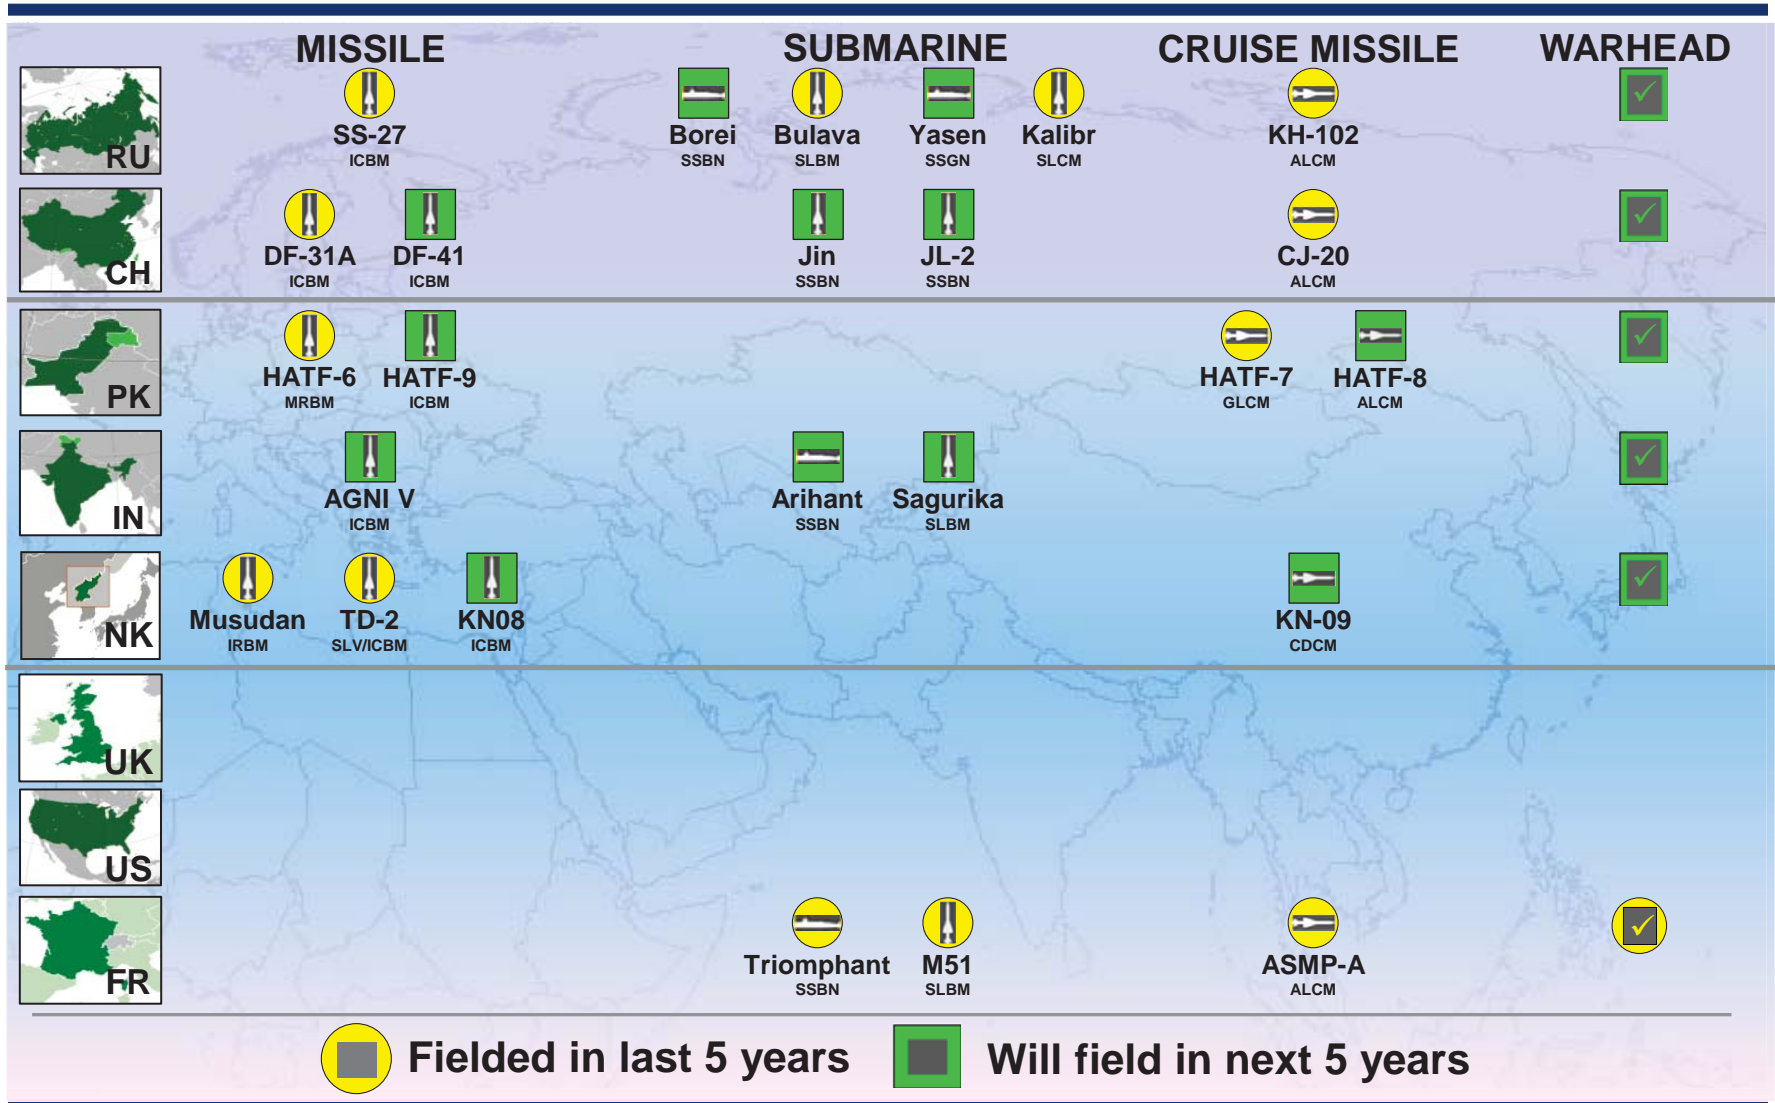 MISSILE SUBMARINE CRUISE MISSILE WARHEAD
RU
SS-27 Borei Bulava Yasen Kalibr KH-102
ICBM SSBN SLBM SSGN SLCM ALCM
CH
DF-31A DF-41 Jin JL-2 CJ-20
ICBM ICBM SSBN SSBN ALCM
PK
HATF-6 HATF-9 HATF-7 HATF-8
MRBM ICBM GLCM ALCM
IN
AGNI V Arihant Sagurika
ICBM SSBN SLBM
NK
Musudan TD-2 KN08 KN-09
IRBM SLV/ICBM ICBM CDCM
UK
US
FR
Triomphant M51 ASMP-A
SSBN SLBM ALCM
Fielded in last 5 years Will field in next 5 years